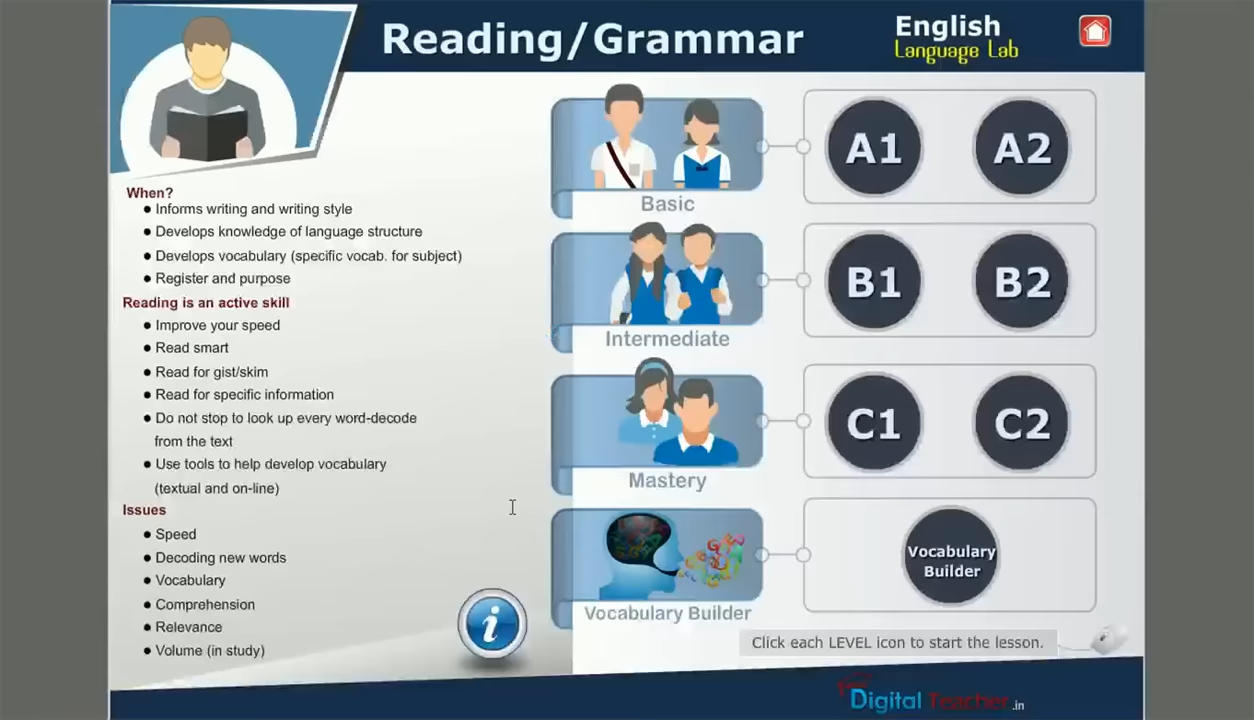 Reading/Grammar
English
Language Lab
When?
● Informs writing and writing style
● Develops knowledge of language structure
● Develops vocabulary (specific vocab. for subject)
● Register and purpose
Reading is an active skill
● Improve your speed
● Read smart
● Read for gist/skim
● Read for specific information
● Do not stop to look up every word-decode
from the text
● Use tools to help develop vocabulary
(textual and on-line)
Issues
● Speed
● Decoding new words
● Vocabulary
● Comprehension
● Relevance
● Volume (in study)
i
Basic
A1 A2
Intermediate
B1 B2
Mastery
C1 C2
Vocabulary Builder
Vocabulary
Builder
Click each LEVEL icon to start the lesson.
Digital Teacher.in